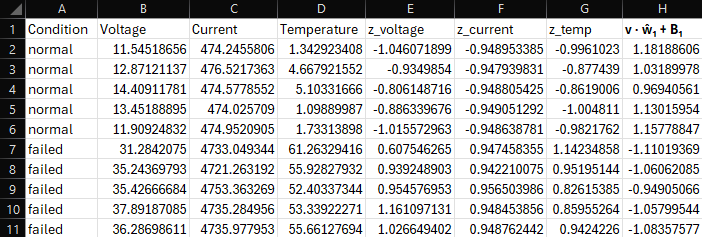 A B C D E F G H
1 Condition Voltage Current Temperature z_voltage z_current z_temp v · ŵ₁ + B₁
2 normal 11.54518656 474.2455806 1.342923408 -1.046071899 -0.948953385 -0.9961023 1.18188606
3 normal 12.87121137 476.5217363 4.667921552 -0.9349854 -0.947939831 -0.877439 1.03189978
4 normal 14.40911781 474.5778552 5.10331666 -0.806148716 -0.948805425 -0.8619006 0.96940561
5 normal 13.45188895 474.025709 1.09889987 -0.886339676 -0.949051292 -1.004811 1.13015954
6 normal 11.90924832 474.9520905 1.73313898 -1.015572963 -0.948638781 -0.9821762 1.15778847
7 failed 31.2842075 4733.049344 61.26329416 0.607546265 0.947458355 1.14234858 -1.11019369
8 failed 35.24369793 4721.263192 55.92827932 0.939248903 0.942210075 0.95195144 -1.06062085
9 failed 35.42666684 4753.363269 52.40337344 0.954576953 0.956503986 0.82615385 -0.94905066
10 failed 37.89187085 4735.284956 53.33922271 1.161097131 0.948453856 0.85955264 -1.05799544
11 failed 36.28698611 4735.977953 55.66127694 1.026649402 0.948762442 0.9424226 -1.08357577